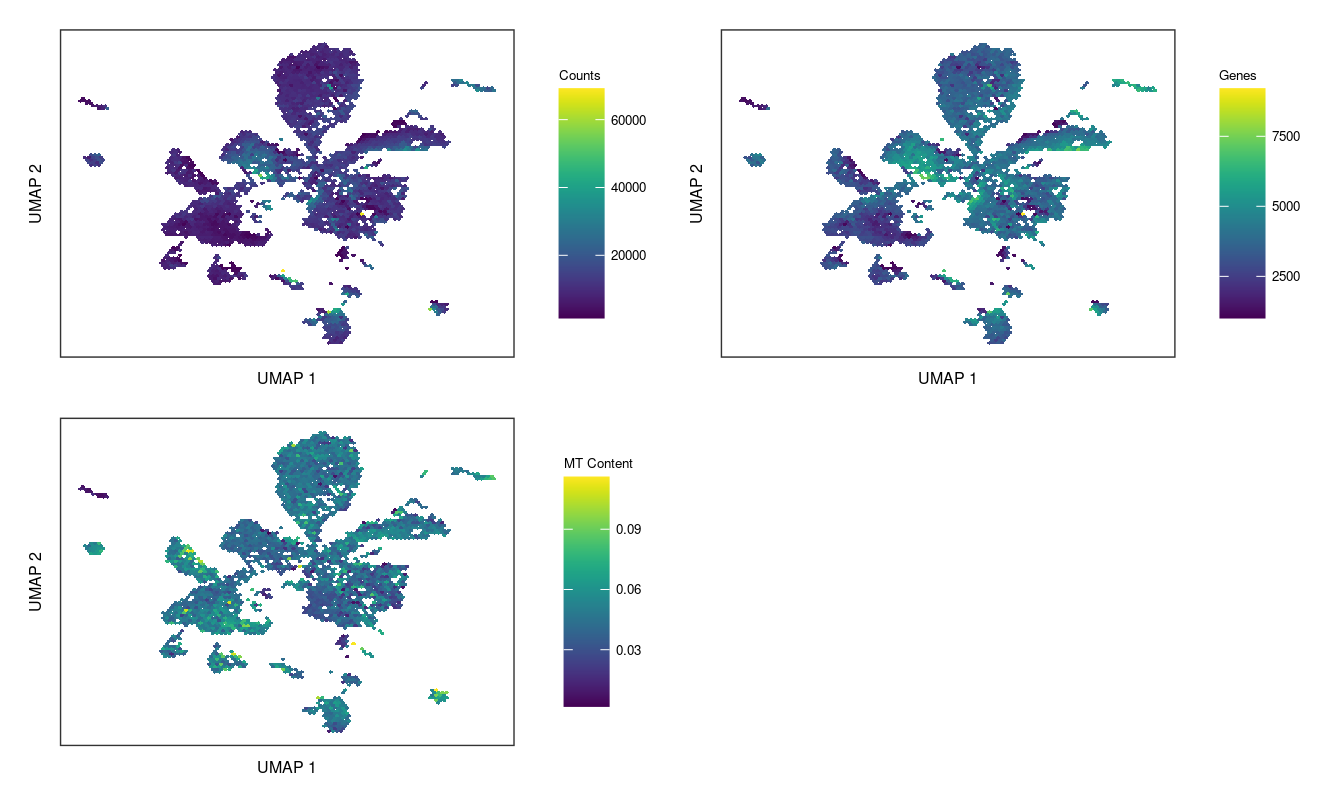 Counts
60000
40000
20000
UMAP 2
UMAP 1
Genes
7500
5000
2500
UMAP 2
UMAP 1
MT Content
0.09
0.06
0.03
UMAP 2
UMAP 1